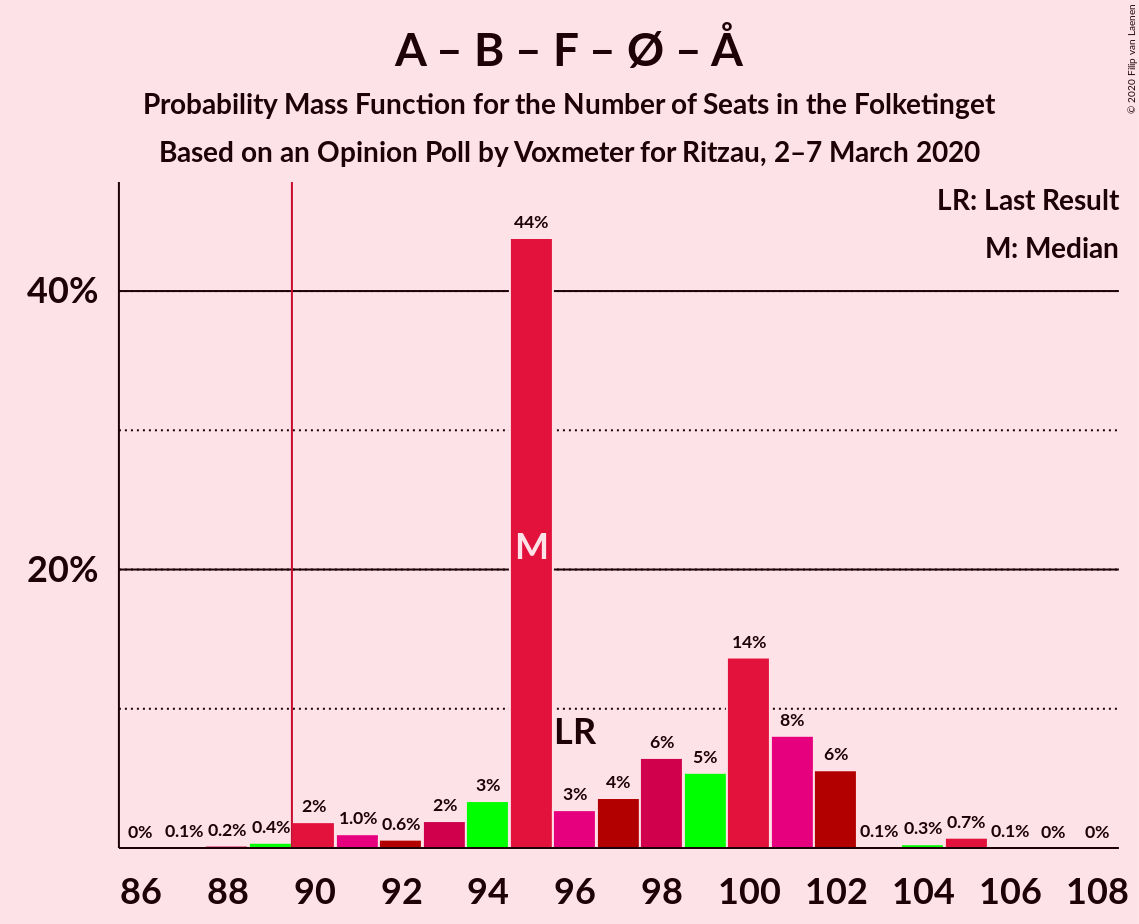 A – B – F – Ø – Å
Probability Mass Function for the Number of Seats in the Folketinget
Based on an Opinion Poll by Voxmeter for Ritzau, 2–7 March 2020
© 2020 Filip van Laenen
LR: Last Result
M: Median
40%
20%
0% 0.1% 0.2% 0.4% 2% 1.0% 0.6% 2% 3% 44% 3% 4% 6% 5% 14% 8% 6% 0.1% 0.3% 0.7% 0.1% 0% 0%
M
LR
86 88 90 92 94 96 98 100 102 104 106 108